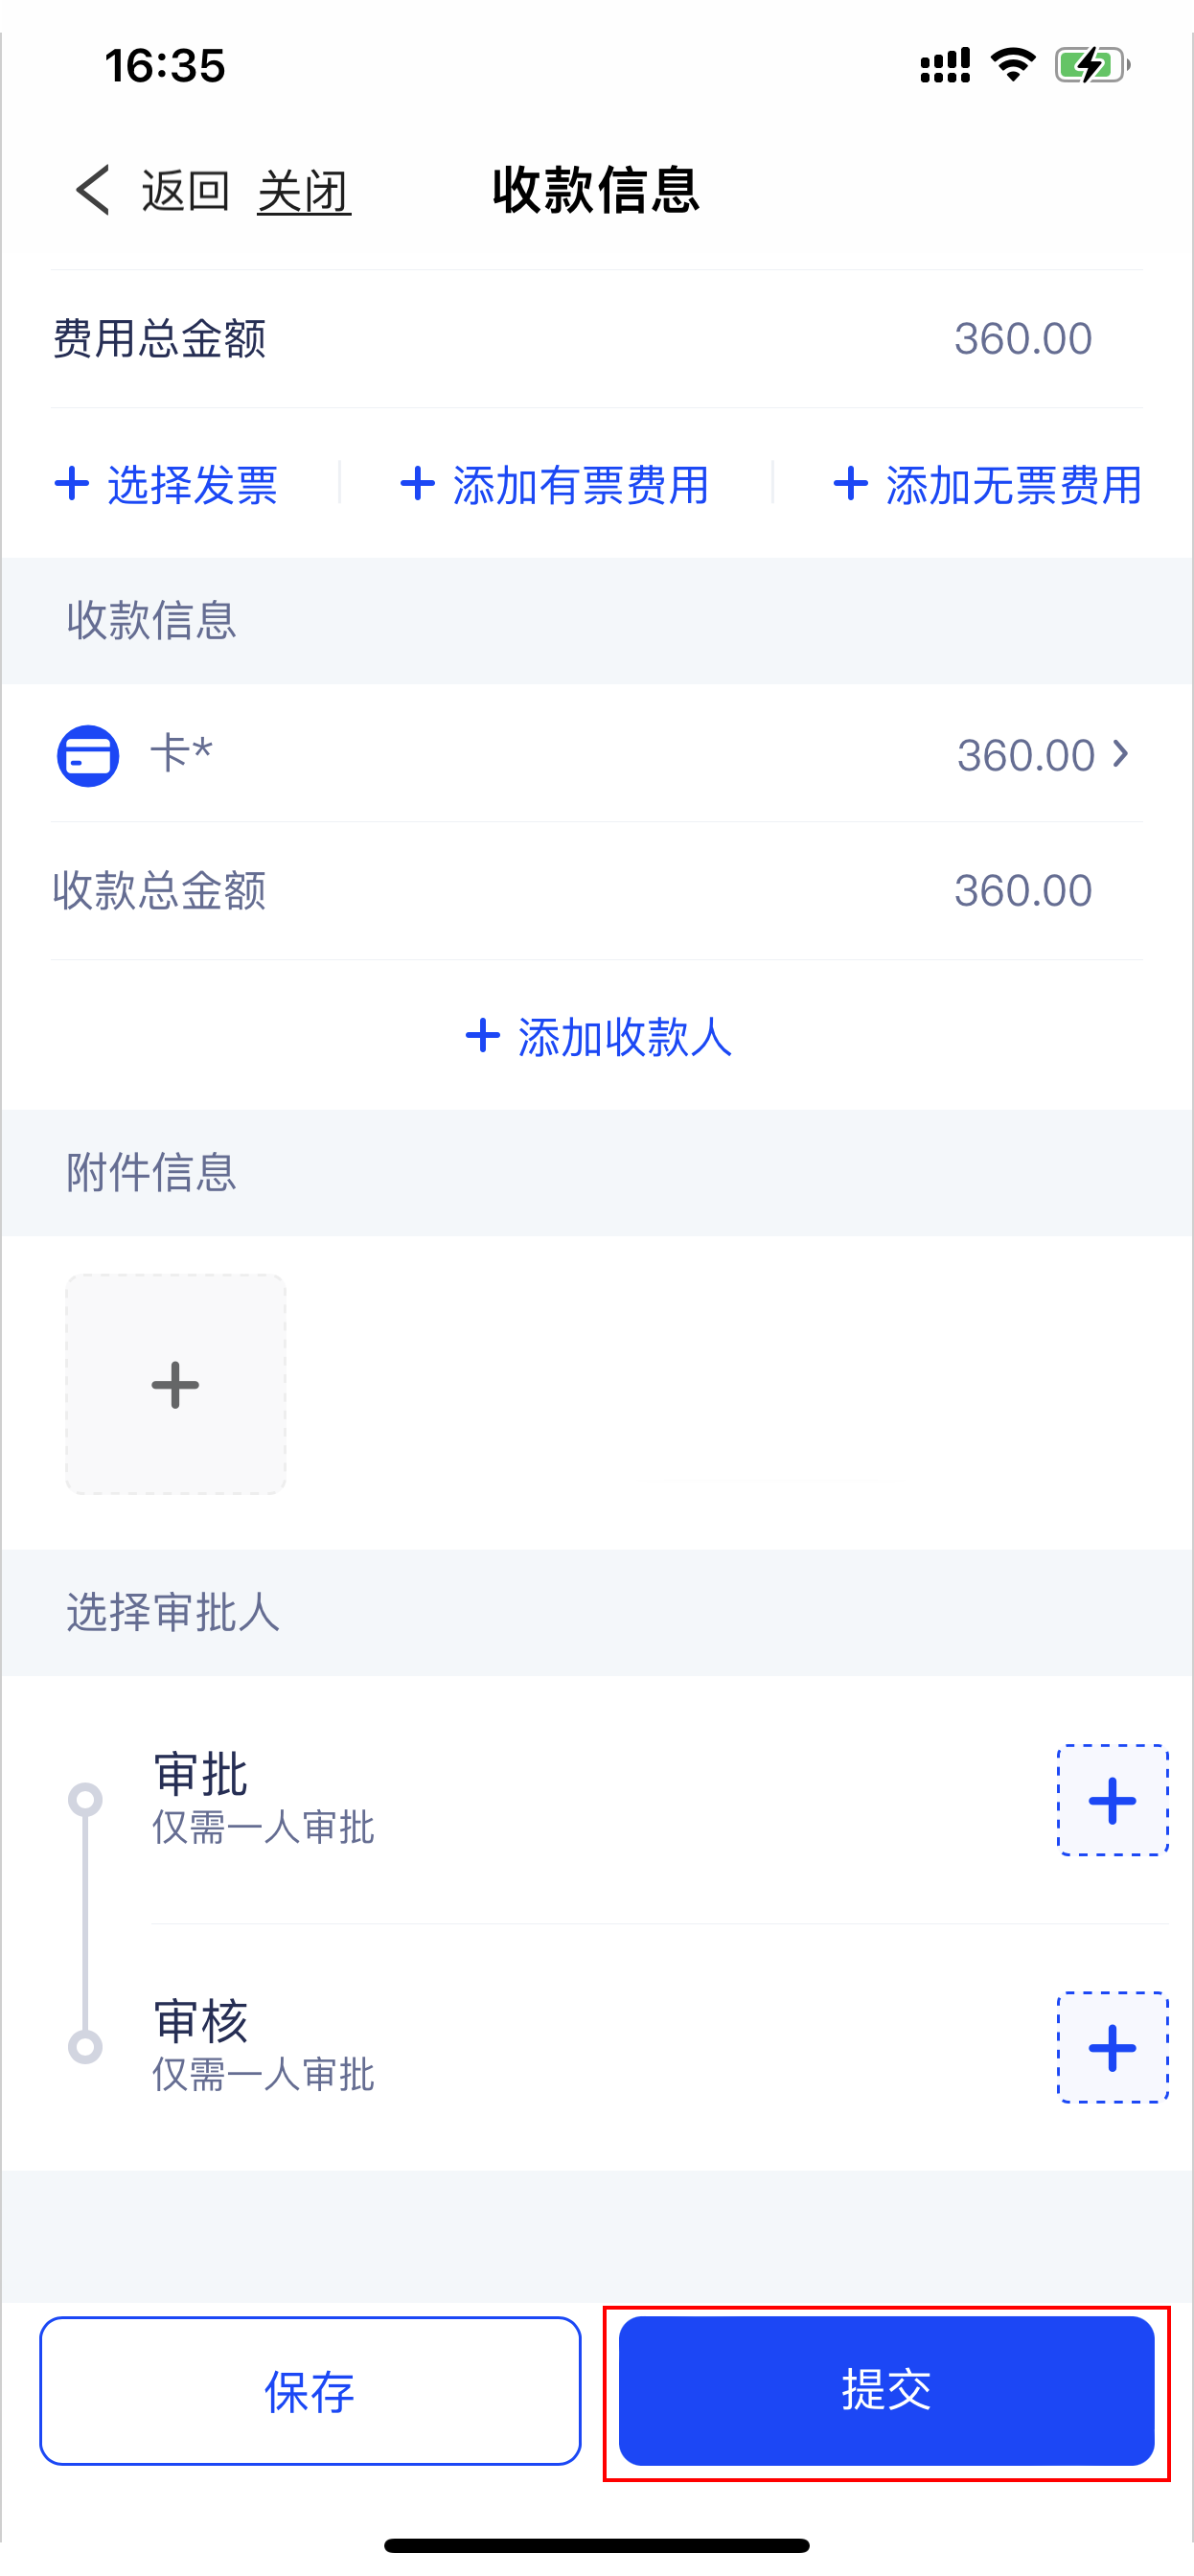 16:35
返回 关闭 收款信息
费用总金额 360.00
+ 选择发票 + 添加有票费用 + 添加无票费用
收款信息
卡* 360.00 >
收款总金额 360.00
+ 添加收款人
附件信息
+
选择审批人
审批
仅需一人审批
+
审核
仅需一人审批
+
保存 提交